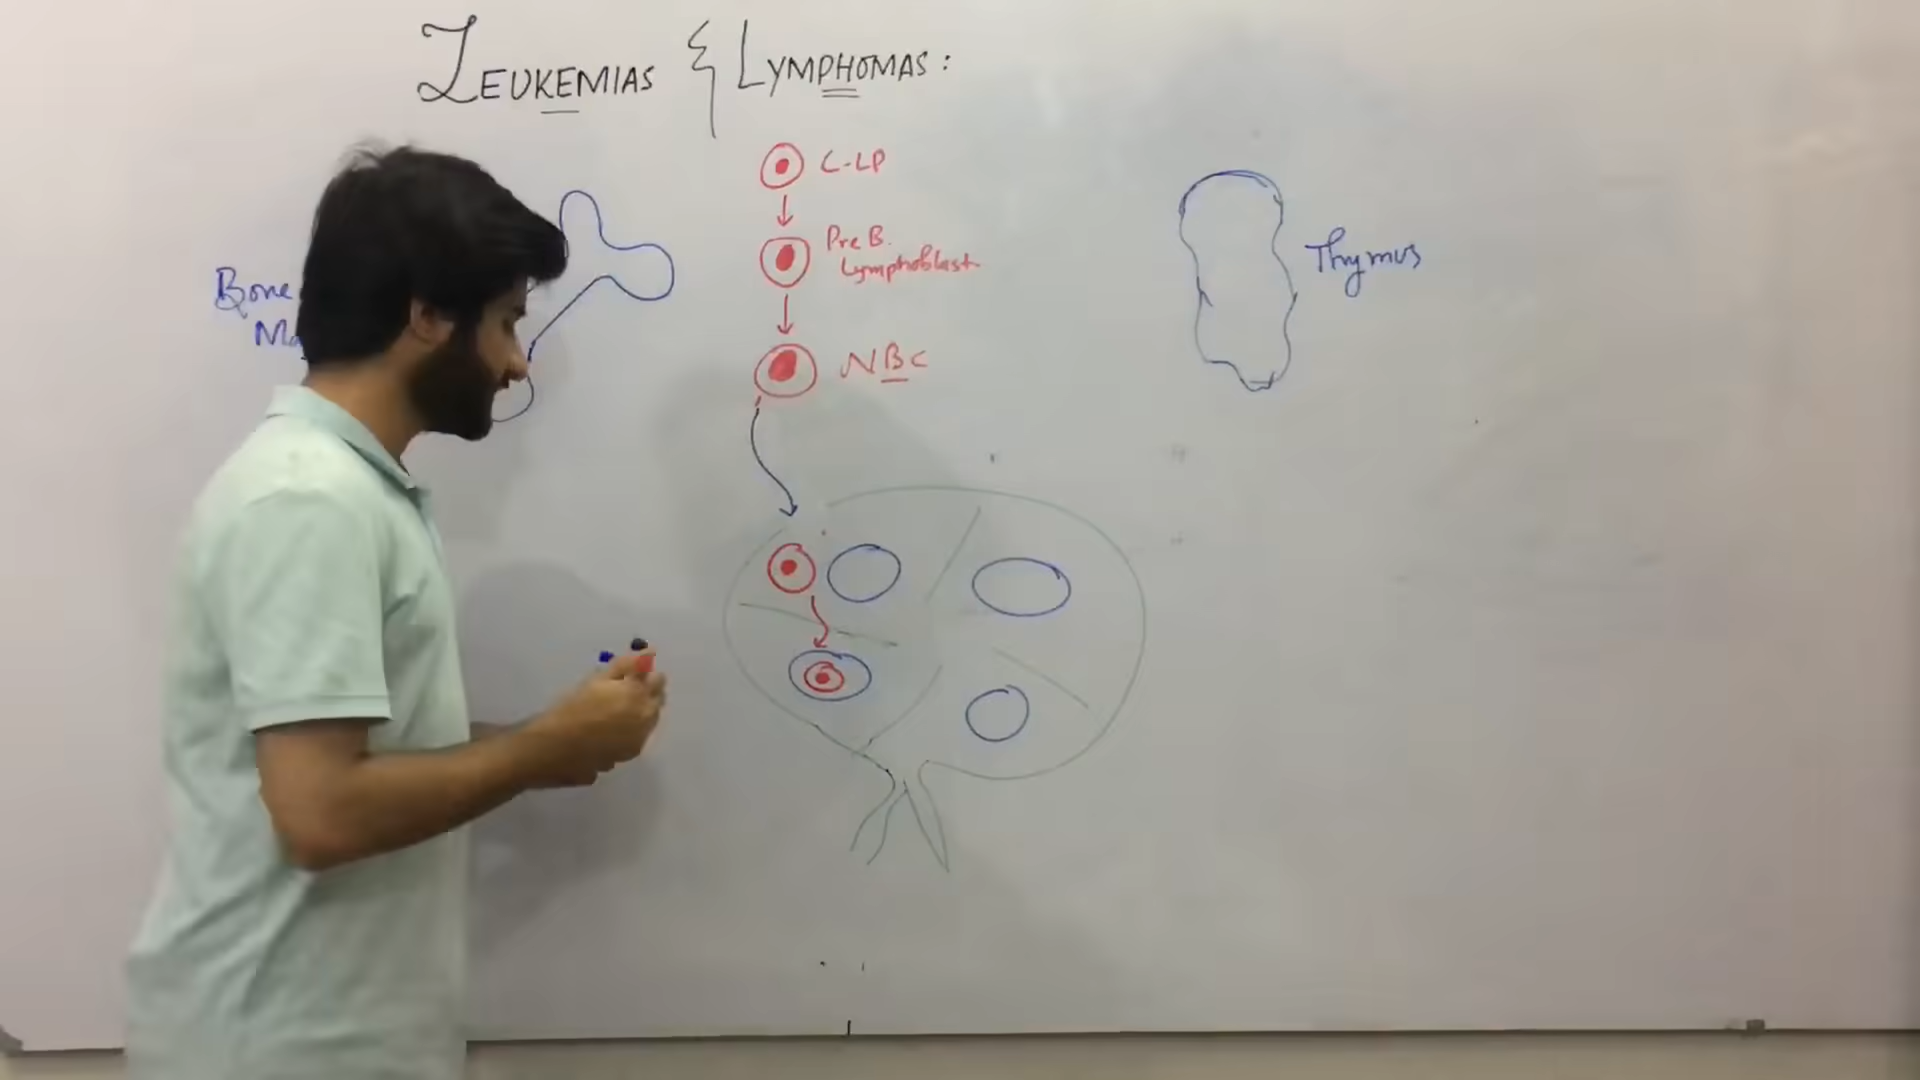 LEUKEMIAS & LYMPHOMAS:
C-LP
Pre B.
Lymphoblast
NBC
Bone
Thymus